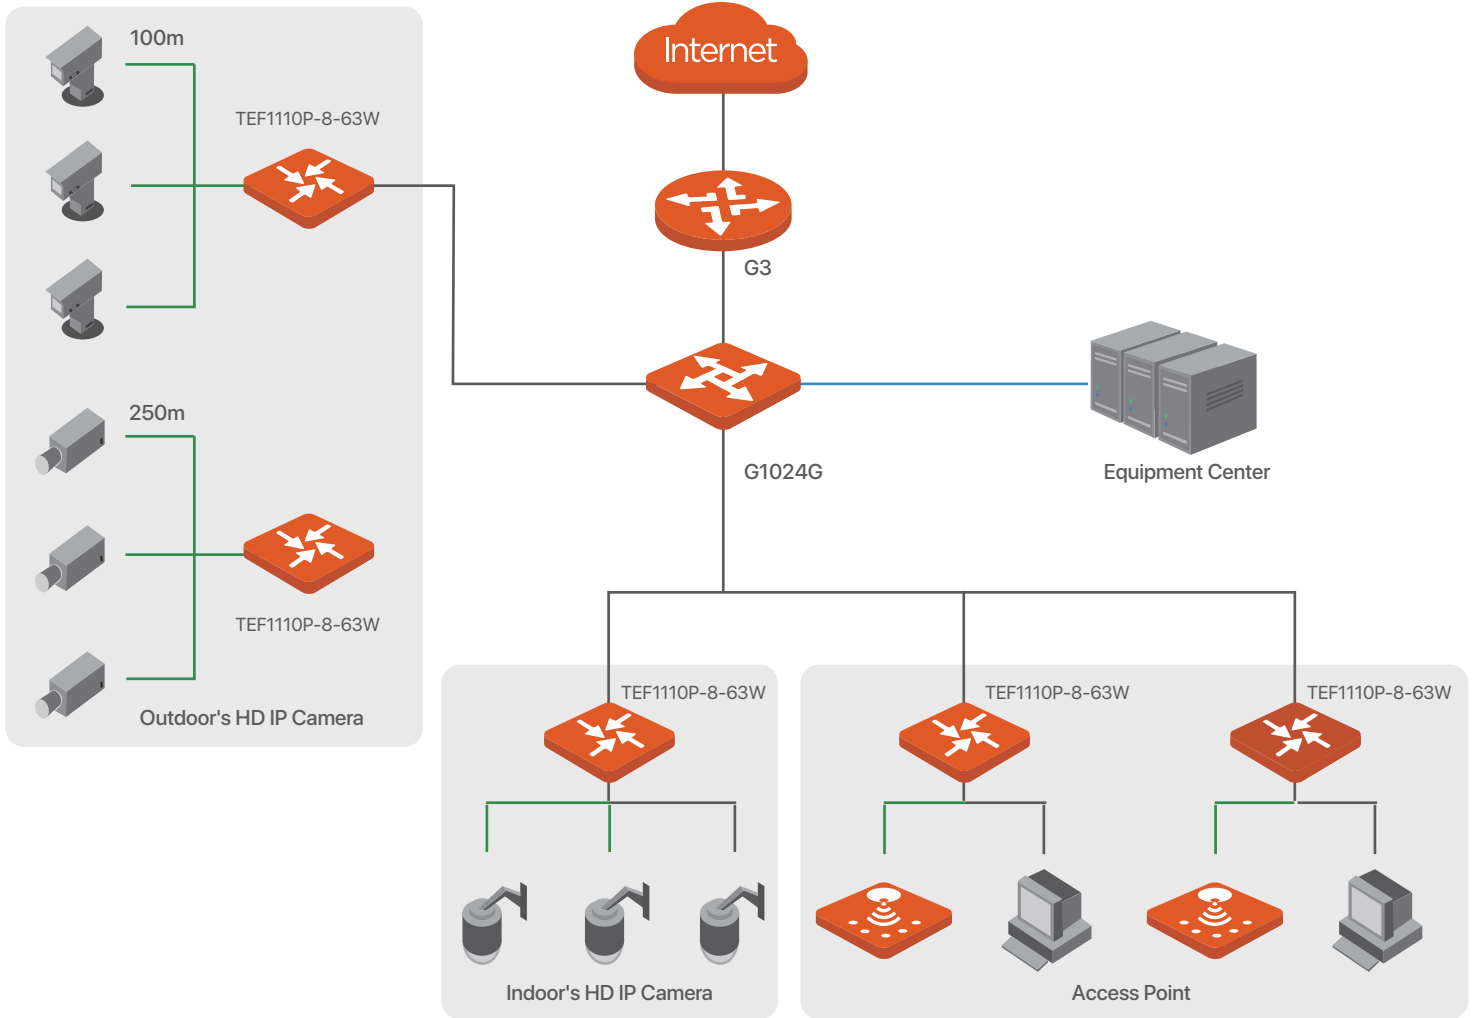 100m
Internet
TEF1110P-8-63W
G3
250m
G1024G
Equipment Center
TEF1110P-8-63W
Outdoor's HD IP Camera
TEF1110P-8-63W
TEF1110P-8-63W
TEF1110P-8-63W
Indoor's HD IP Camera
Access Point